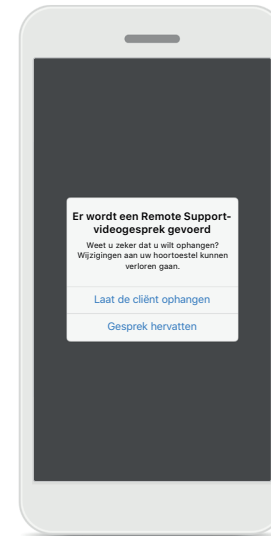 Er wordt een Remote Support-
videogesprek gevoerd
Weet u zeker dat u wilt ophangen?
Wijzigingen aan uw hoortoestel kunnen
verloren gaan.
Laat de cliënt ophangen
Gesprek hervatten